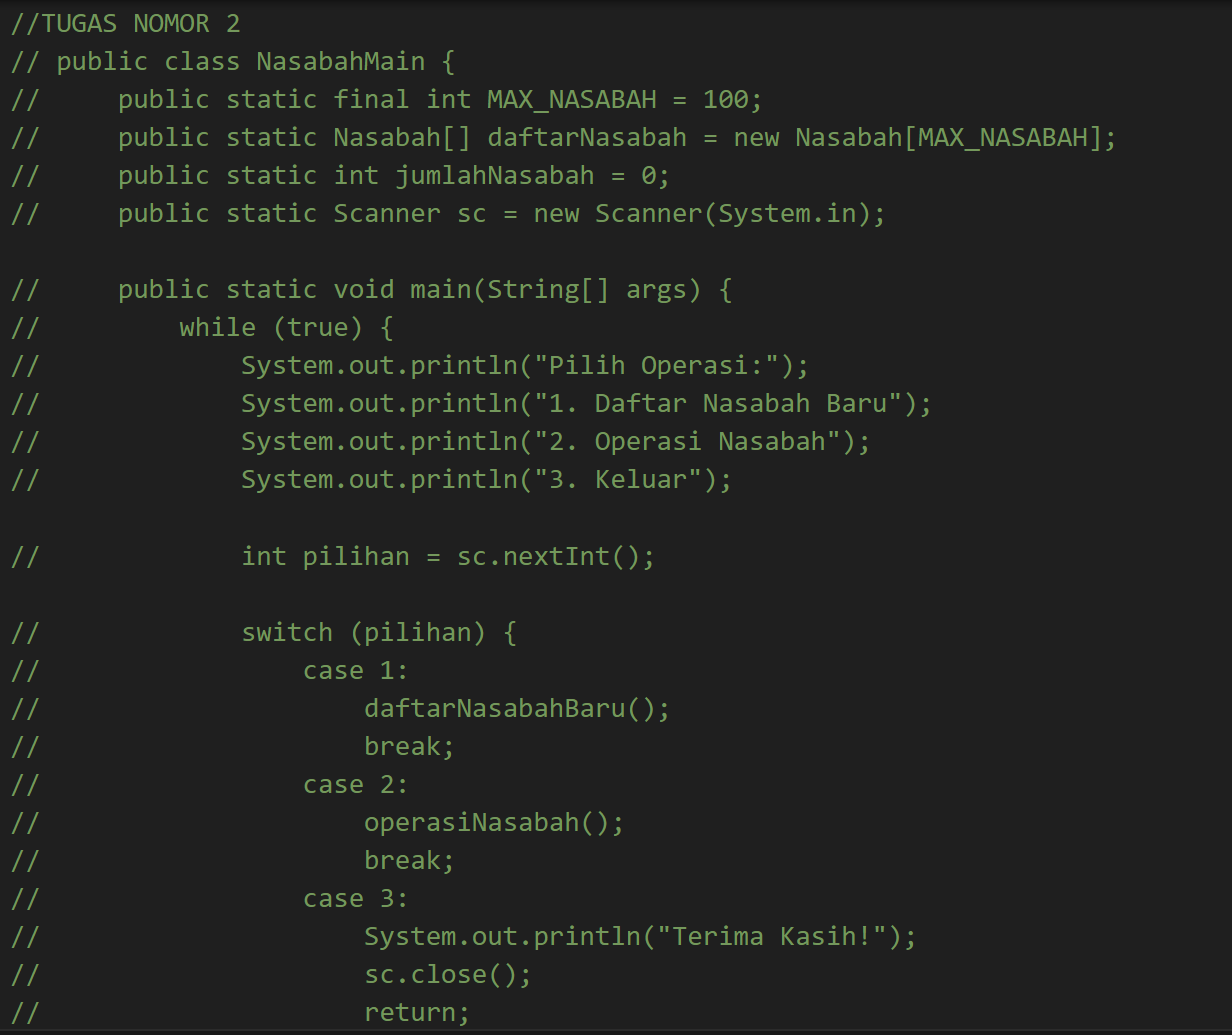 //TUGAS NOMOR 2
// public class NasabahMain {
//     public static final int MAX_NASABAH = 100;
//     public static Nasabah[] daftarNasabah = new Nasabah[MAX_NASABAH];
//     public static int jumlahNasabah = 0;
//     public static Scanner sc = new Scanner(System.in);

//     public static void main(String[] args) {
//         while (true) {
//             System.out.println("Pilih Operasi:");
//             System.out.println("1. Daftar Nasabah Baru");
//             System.out.println("2. Operasi Nasabah");
//             System.out.println("3. Keluar");

//             int pilihan = sc.nextInt();

//             switch (pilihan) {
//                 case 1:
//                     daftarNasabahBaru();
//                     break;
//                 case 2:
//                     operasiNasabah();
//                     break;
//                 case 3:
//                     System.out.println("Terima Kasih!");
//                     sc.close();
//                     return;